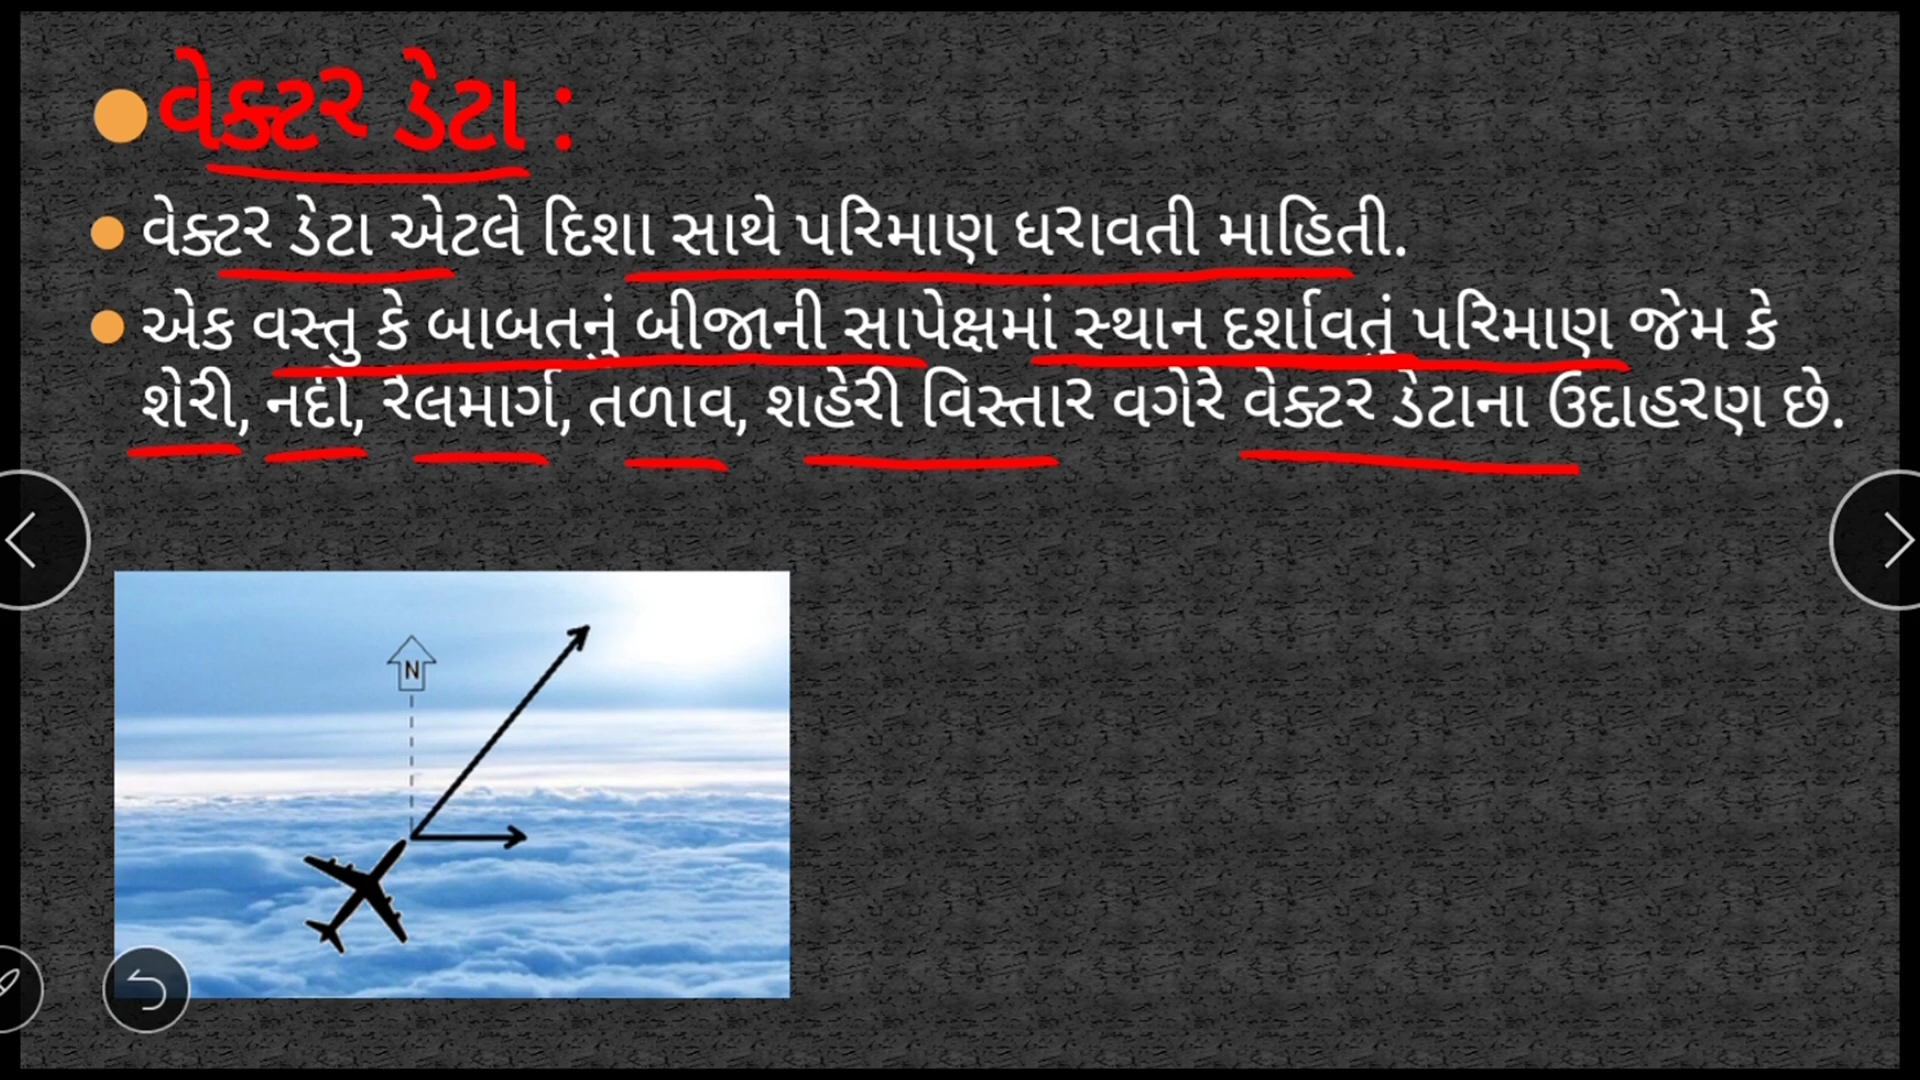 વેક્ટર ડેટા :
વેક્ટર ડેટા એટલે દિશા સાથે પરિમાણ ધરાવતી માહિતી.
એક વસ્તુ કે બાબતનું બીજાની સાપેક્ષમાં સ્થાન દર્શાવતું પરિમાણ જેમ કે
શેરી, નદી, રેલમાર્ગ, તળાવ, શહેરી વિસ્તાર વગેરે વેક્ટર ડેટાના ઉદાહરણ છે.
N